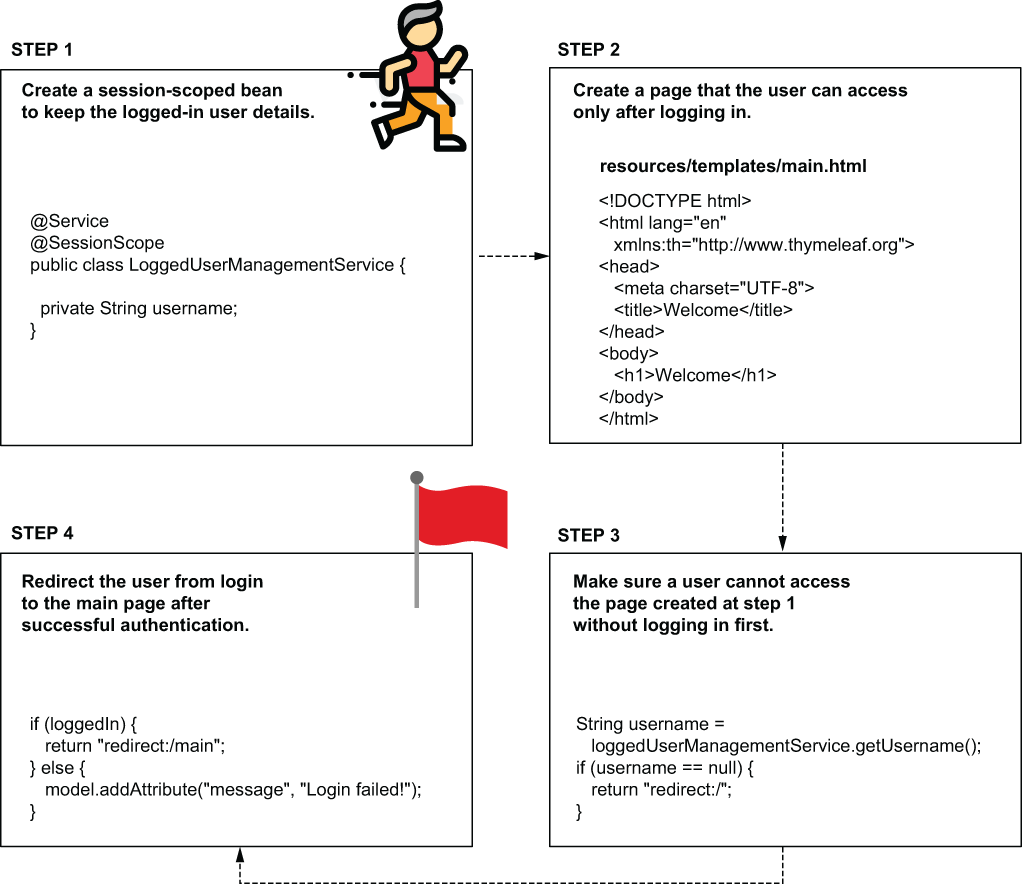 STEP 1
Create a session-scoped bean
to keep the logged-in user details.
@Service
@SessionScope
public class LoggedUserManagementService {
private String username;
}
STEP 2
Create a page that the user can access
only after logging in.
resources/templates/main.html
<!DOCTYPE html>
<html lang="en"
xmlns:th="http://www.thymeleaf.org">
<head>
<meta charset="UTF-8">
<title>Welcome</title>
</head>
<body>
<h1>Welcome</h1>
</body>
</html>
STEP 3
Make sure a user cannot access
the page created at step 1
without logging in first.
String username =
loggedUserManagementService.getUsername();
if (username == null) {
return "redirect:/";
}
STEP 4
Redirect the user from login
to the main page after
successful authentication.
if (loggedIn) {
return "redirect:/main";
} else {
model.addAttribute("message", "Login failed!");
}